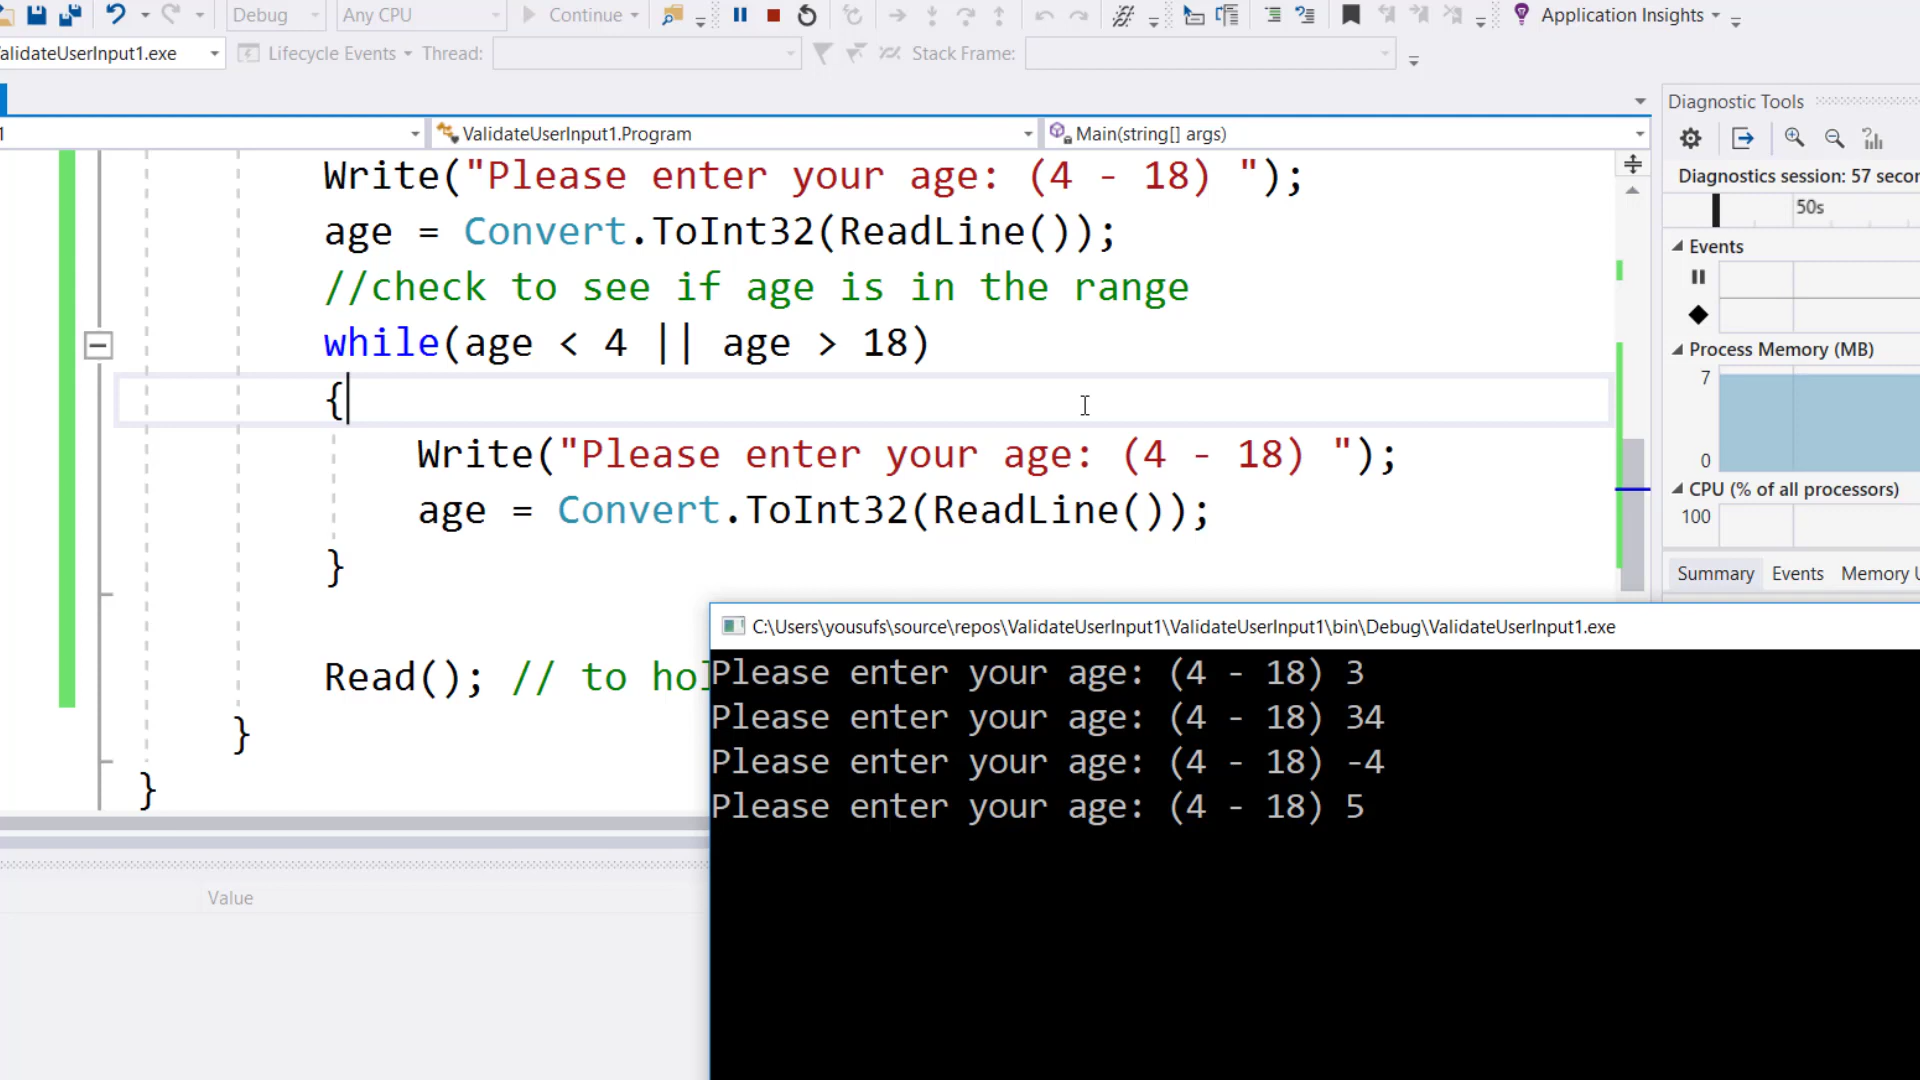 Debug Any CPU Continue Application Insights
alidateUserInput1.exe Lifecycle Events Thread: Stack Frame:
Diagnostic Tools
1 ValidateUserInput1.Program Main(string[] args)
Write("Please enter your age: (4 - 18) ");
age = Convert.ToInt32(ReadLine());
//check to see if age is in the range
while(age < 4 || age > 18)
{
Write("Please enter your age: (4 - 18) ");
age = Convert.ToInt32(ReadLine());
}
Read(); // to hol
}
}
Diagnostics session: 57 secon
50s
Events
Process Memory (MB)
7
0
CPU (% of all processors)
100
Summary Events Memory U
C:\Users\yousufs\source\repos\ValidateUserInput1\ValidateUserInput1\bin\Debug\ValidateUserInput1.exe
Please enter your age: (4 - 18) 3
Please enter your age: (4 - 18) 34
Please enter your age: (4 - 18) -4
Please enter your age: (4 - 18) 5
Value